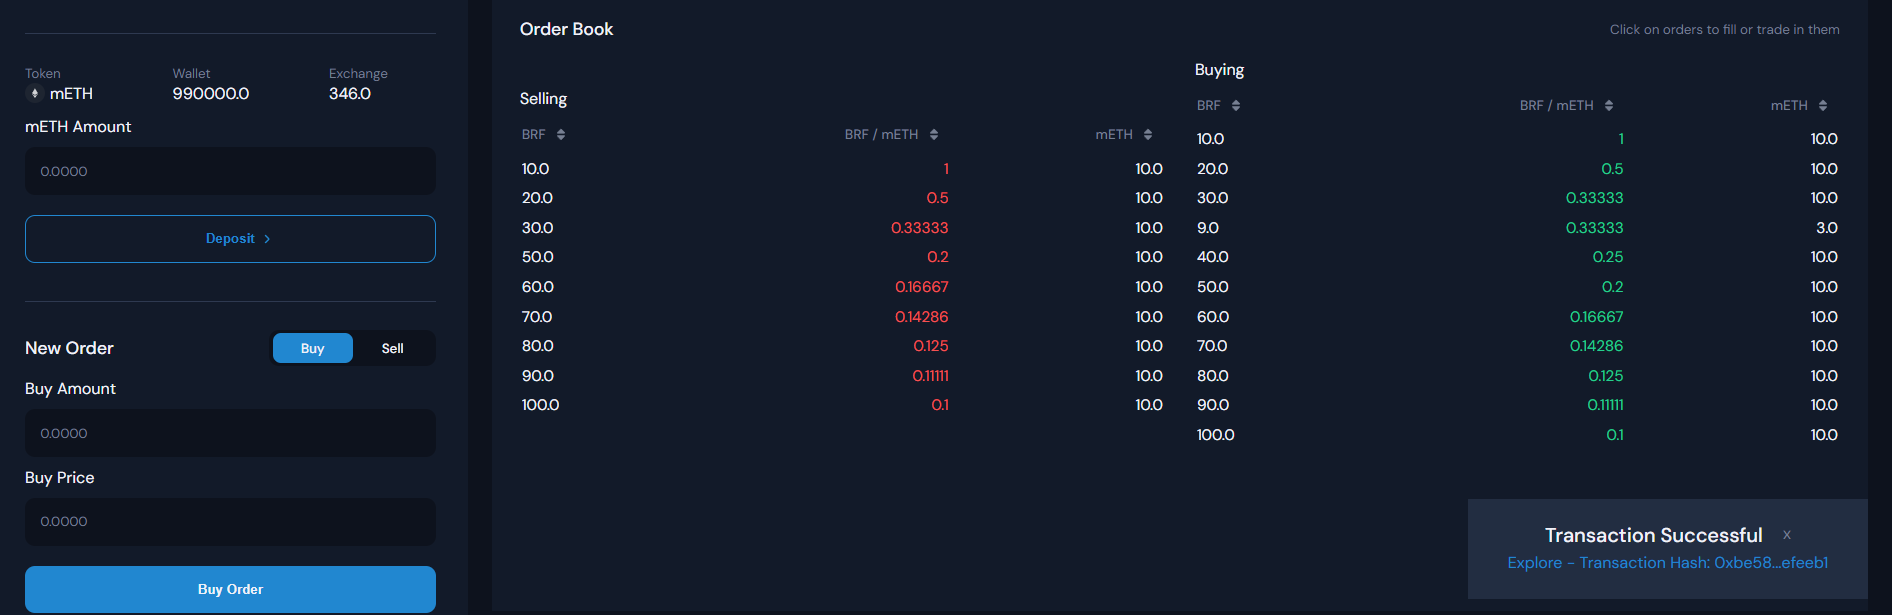 Token Wallet Exchange
mETH 990000.0 346.0
mETH Amount
0.0000
Deposit >
New Order Buy Sell
Buy Amount
0.0000
Buy Price
0.0000
Buy Order
Order Book
Click on orders to fill or trade in them
Selling
BRF BRF / mETH mETH
10.0 1 10.0
20.0 0.5 10.0
30.0 0.33333 10.0
50.0 0.2 10.0
60.0 0.16667 10.0
70.0 0.14286 10.0
80.0 0.125 10.0
90.0 0.11111 10.0
100.0 0.1 10.0
Buying
BRF BRF / mETH mETH
10.0 1 10.0
20.0 0.5 10.0
30.0 0.33333 10.0
9.0 0.33333 3.0
40.0 0.25 10.0
50.0 0.2 10.0
60.0 0.16667 10.0
70.0 0.14286 10.0
80.0 0.125 10.0
90.0 0.11111 10.0
100.0 0.1 10.0
Transaction Successful x
Explore - Transaction Hash: 0xbe58...efeeb1